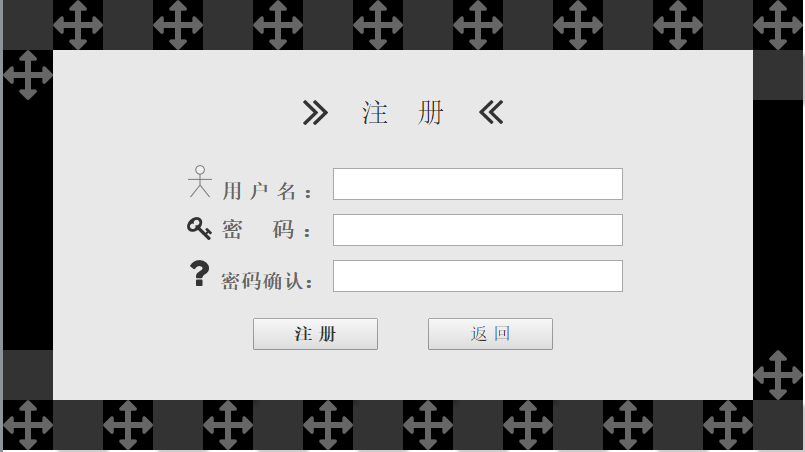 注 册
用 户 名 ：
密 码 ：
密码确认：
注 册 返 回